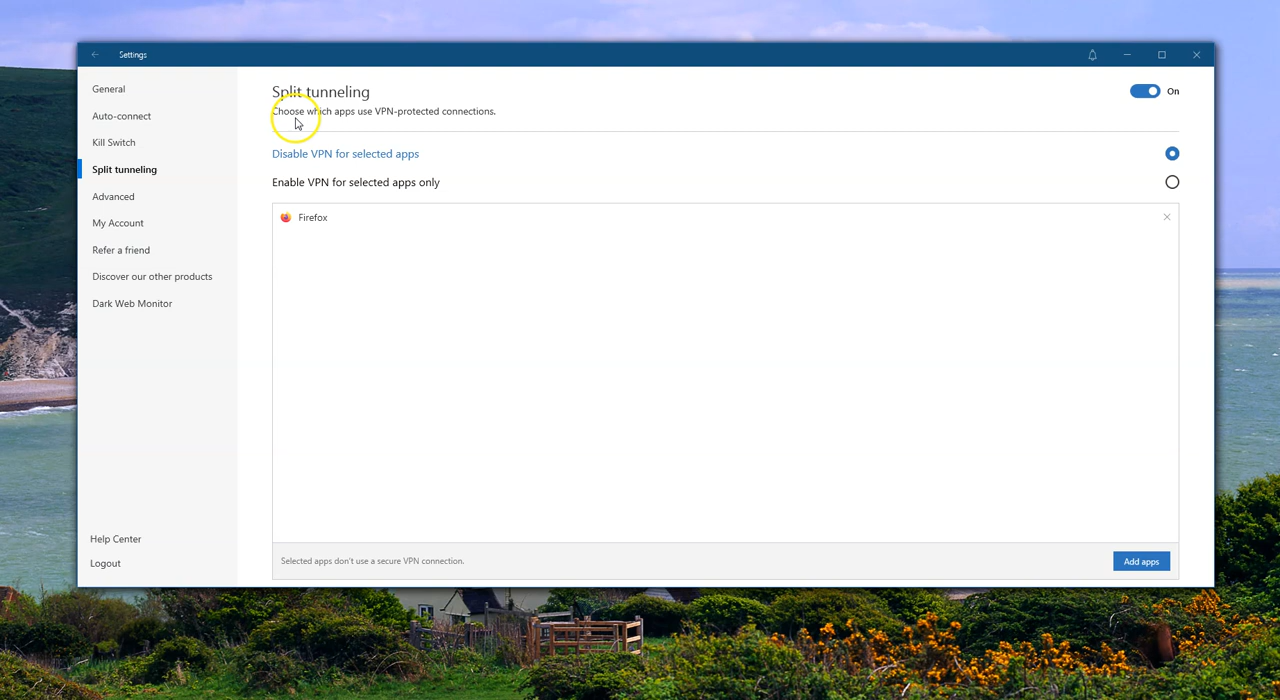 Settings
General
Auto-connect
Kill Switch
Split tunneling
Advanced
My Account
Refer a friend
Discover our other products
Dark Web Monitor
Help Center
Logout
Split tunneling
On
Choose which apps use VPN-protected connections.
Disable VPN for selected apps
Enable VPN for selected apps only
Firefox
Selected apps don't use a secure VPN connection.
Add apps